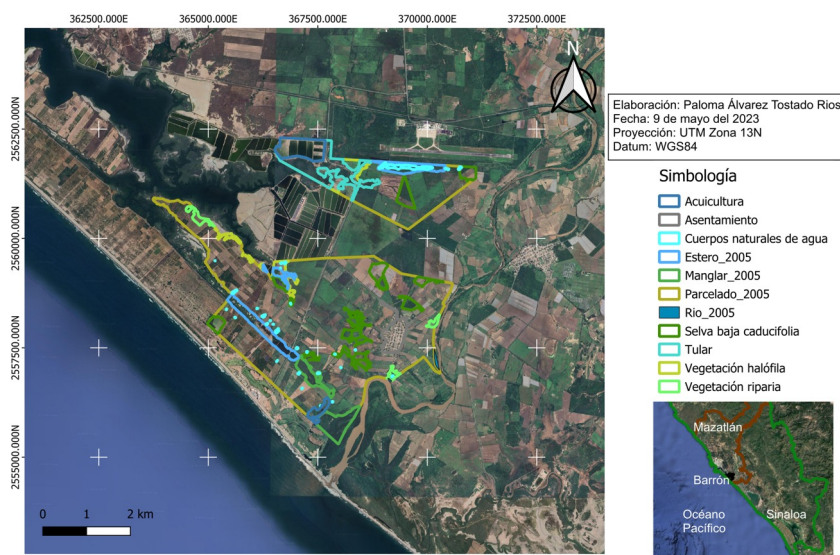 362500.000E 365000.000E 367500.000E 370000.000E 372500.000E
N
2562500.000N
2560000.000N
2557500.000N
2555000.000N
0 1 2 km
Elaboración: Paloma Álvarez Tostado Rios
Fecha: 9 de mayo del 2023
Proyección: UTM Zona 13N
Datum: WGS84
Simbología
Acuicultura
Asentamiento
Cuerpos naturales de agua
Estero_2005
Manglar_2005
Parcelado_2005
Rio_2005
Selva baja caducifolia
Tular
Vegetación halófila
Vegetación riparia
Mazatlán
Barrón
Océano
Pacífico
Sinaloa